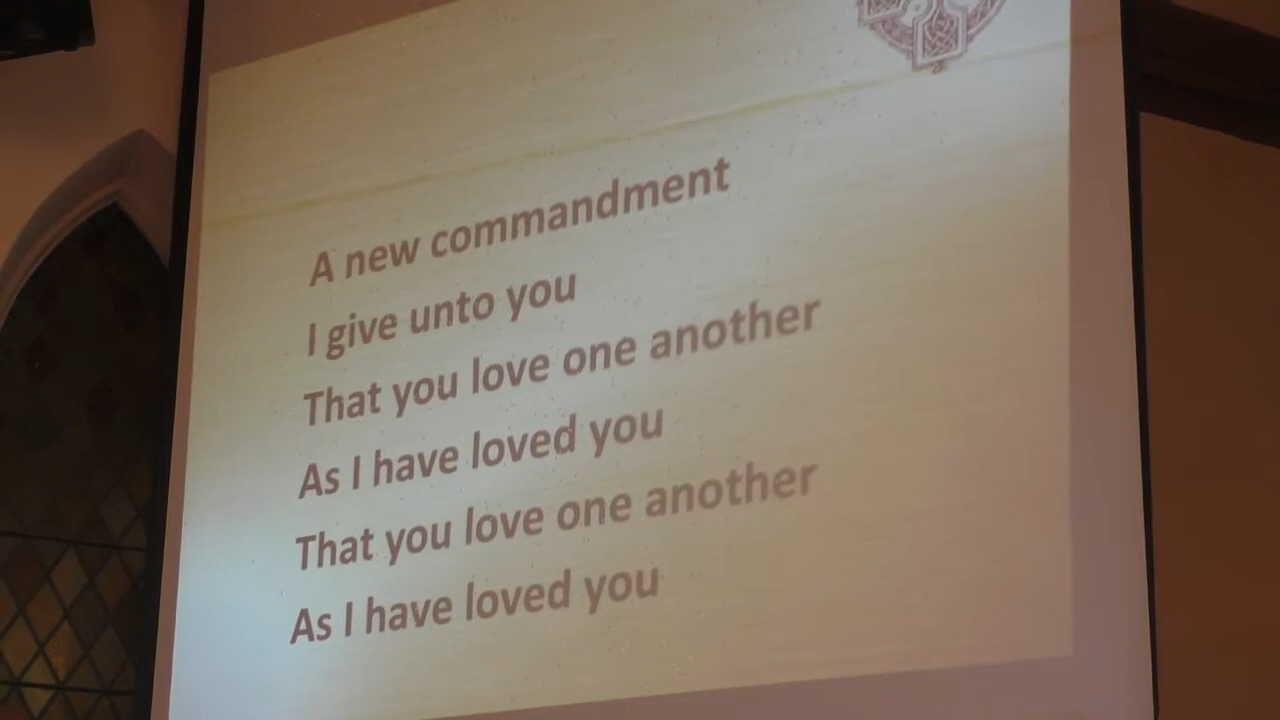 A new commandment
I give unto you
That you love one another
As I have loved you
That you love one another
As I have loved you